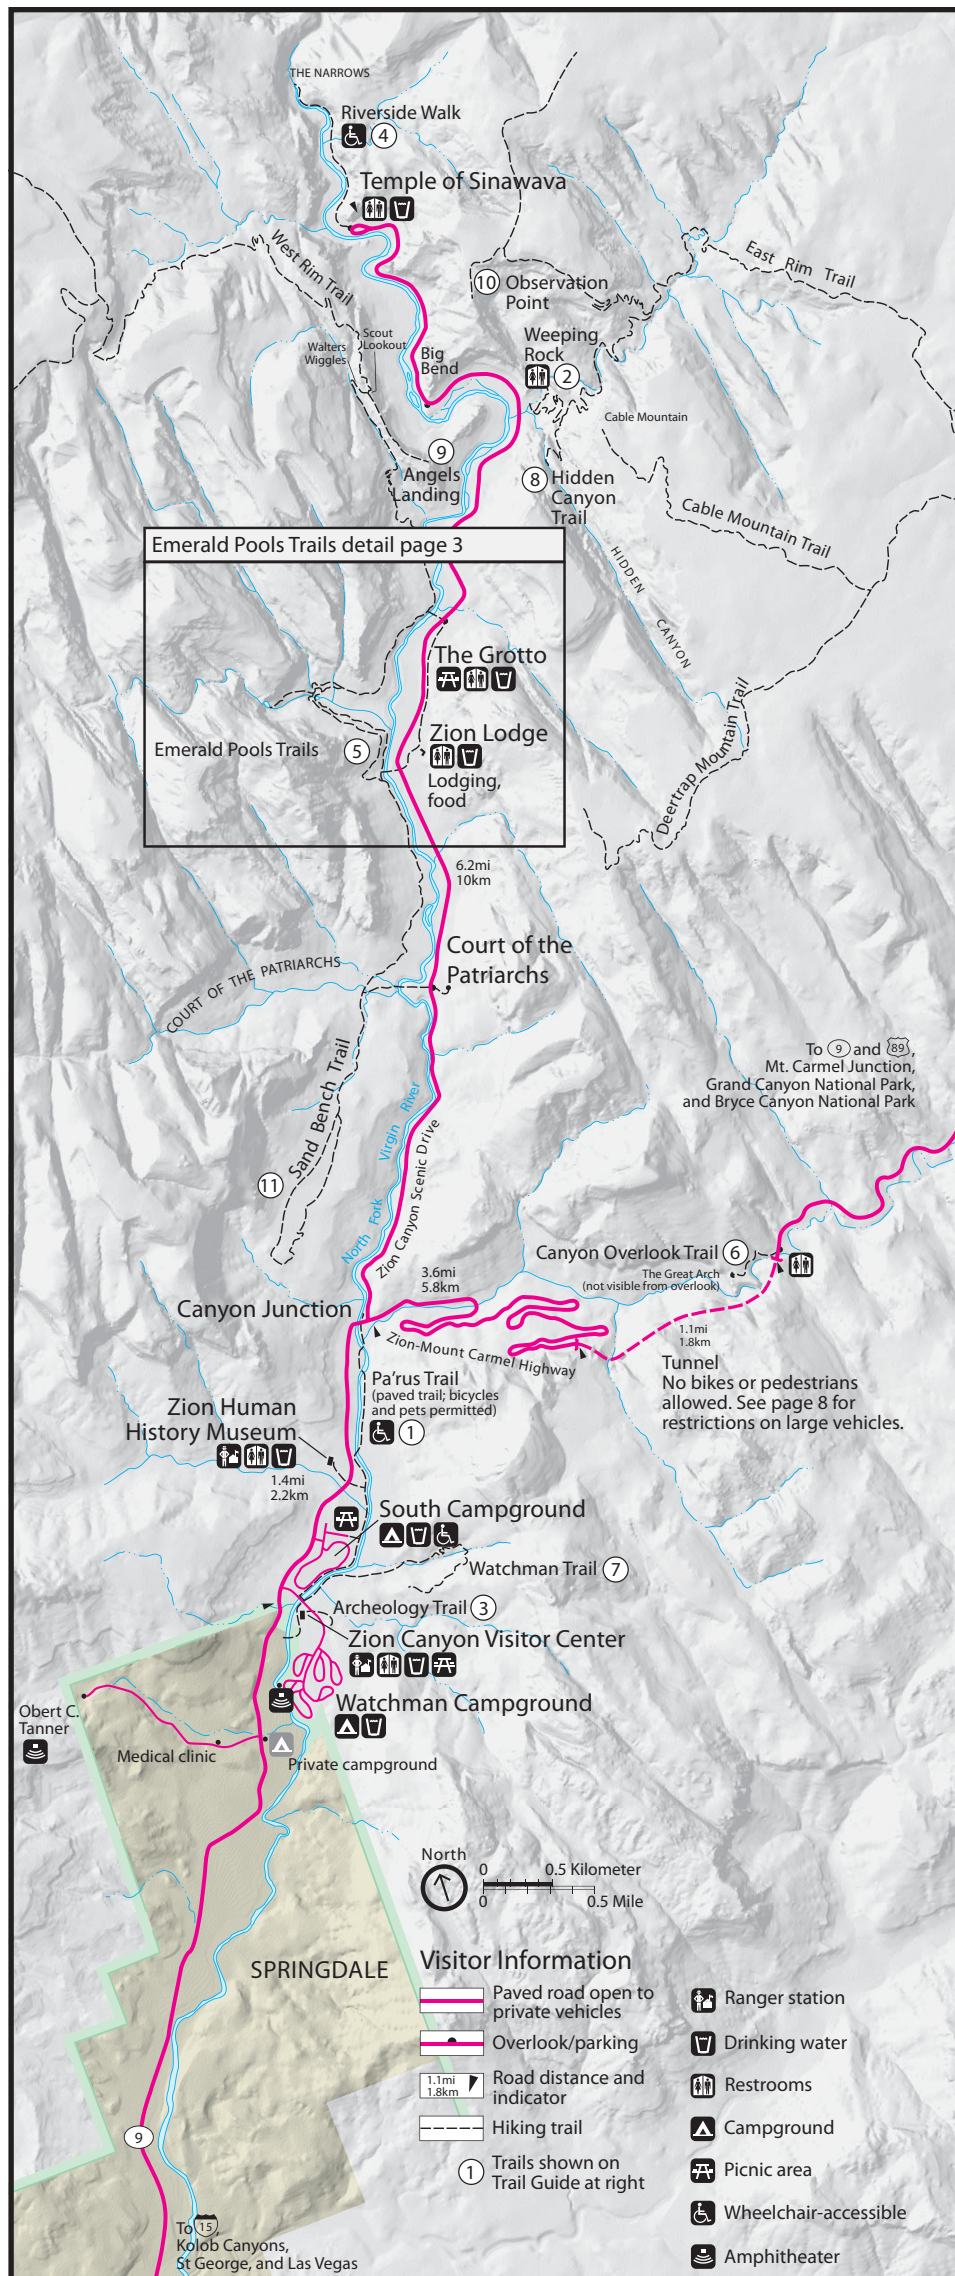 THE NARROWS
Riverside Walk
4
Temple of Sinawava
West Rim Trail
East Rim Trail
10 Observation
Point
Scout
Lookout
Walters
Wiggles
Big
Bend
Weeping
Rock
2
Cable Mountain
9
Angels
Landing
8 Hidden
Canyon
Trail
Cable Mountain Trail
Emerald Pools Trails detail page 3
HIDDEN CANYON
The Grotto
Zion Lodge
Emerald Pools Trails 5
Lodging,
food
Deertrap Mountain Trail
6.2mi
10km
Court of the
Patriarchs
COURT OF THE PATRIARCHS
Sand Bench Trail
11
North Fork Virgin River
Zion Canyon Scenic Drive
To 9 and 89,
Mt. Carmel Junction,
Grand Canyon National Park,
and Bryce Canyon National Park
Canyon Overlook Trail 6
The Great Arch
(not visible from overlook)
3.6mi
5.8km
Canyon Junction
Zion-Mount Carmel Highway
1.1mi
1.8km
Tunnel
No bikes or pedestrians
allowed. See page 8 for
restrictions on large vehicles.
Pa'rus Trail
(paved trail; bicycles
and pets permitted)
1
Zion Human
History Museum
1.4mi
2.2km
South Campground
Watchman Trail 7
Archeology Trail 3
Zion Canyon Visitor Center
Watchman Campground
Obert C.
Tanner
Medical clinic
Private campground
North
0 0.5 Kilometer
0 0.5 Mile
SPRINGDALE
9
To 15,
Kolob Canyons,
St George, and Las Vegas
Visitor Information
Paved road open to
private vehicles
Overlook/parking
1.1mi
1.8km
Road distance and
indicator
Hiking trail
1 Trails shown on
Trail Guide at right
Ranger station
Drinking water
Restrooms
Campground
Picnic area
Wheelchair-accessible
Amphitheater